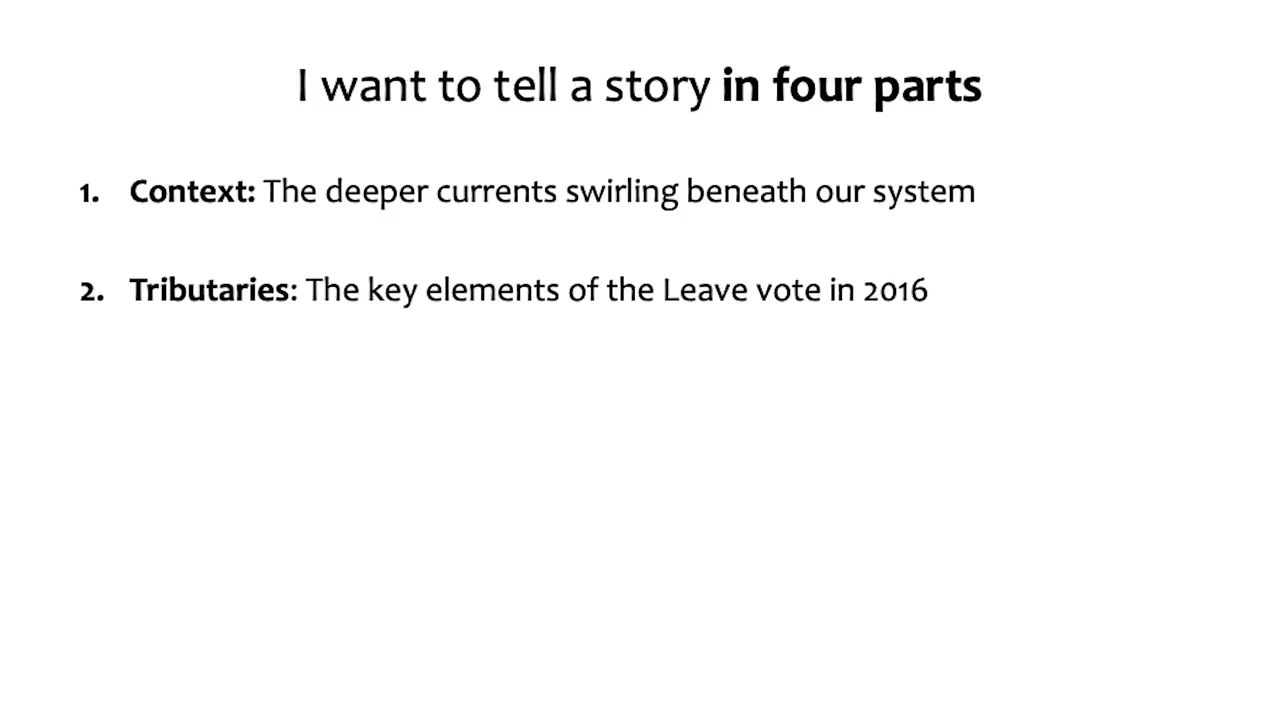 I want to tell a story in four parts
1. Context: The deeper currents swirling beneath our system
2. Tributaries: The key elements of the Leave vote in 2016